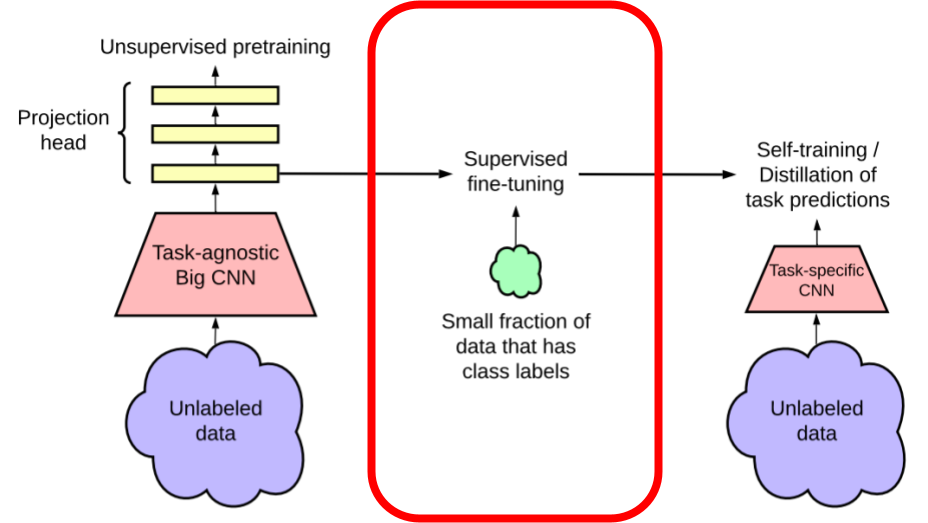 Unsupervised pretraining
Projection
head
Task-agnostic
Big CNN
Unlabeled
data
Supervised
fine-tuning
Small fraction of
data that has
class labels
Self-training /
Distillation of
task predictions
Task-specific
CNN
Unlabeled
data